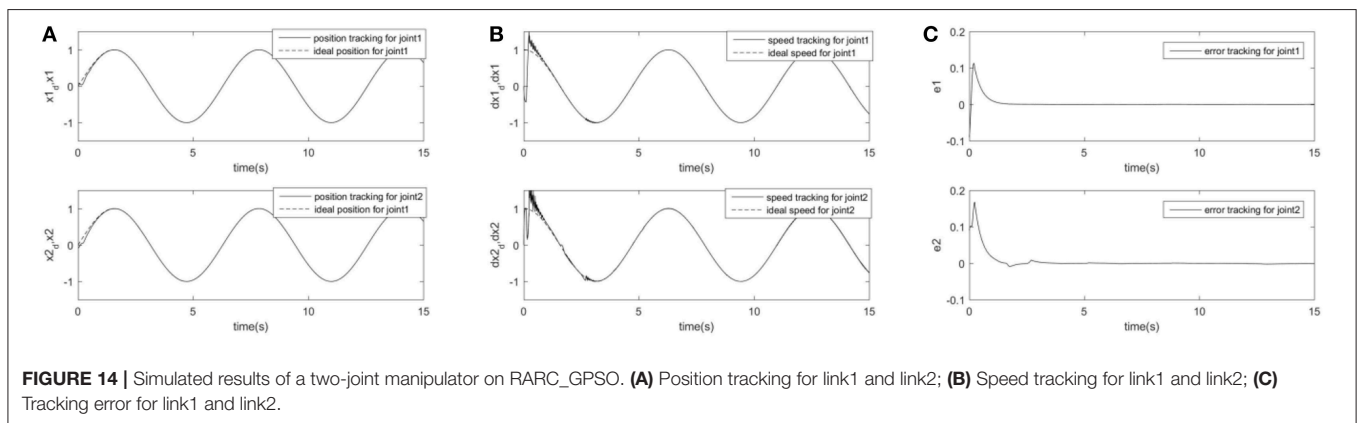 A
position tracking for joint1
ideal position for joint1
x1_d,x1
1
0
-1
0 5 10 15
time(s)
position tracking for joint2
ideal position for joint1
x2_d,x2
1
0
-1
0 5 10 15
time(s)
B
speed tracking for joint1
ideal speed for joint1
dx1_d,dx1
1
0
-1
0 5 10 15
time(s)
speed tracking for joint2
ideal speed for joint2
dx2_d,dx2
1
0
-1
0 5 10 15
time(s)
C
error tracking for joint1
e1
0.2
0.1
0
-0.1
0 5 10 15
time(s)
error tracking for joint2
e2
0.2
0.1
0
-0.1
0 5 10 15
time(s)
FIGURE 14 | Simulated results of a two-joint manipulator on RARC_GPSO. (A) Position tracking for link1 and link2; (B) Speed tracking for link1 and link2; (C)
Tracking error for link1 and link2.